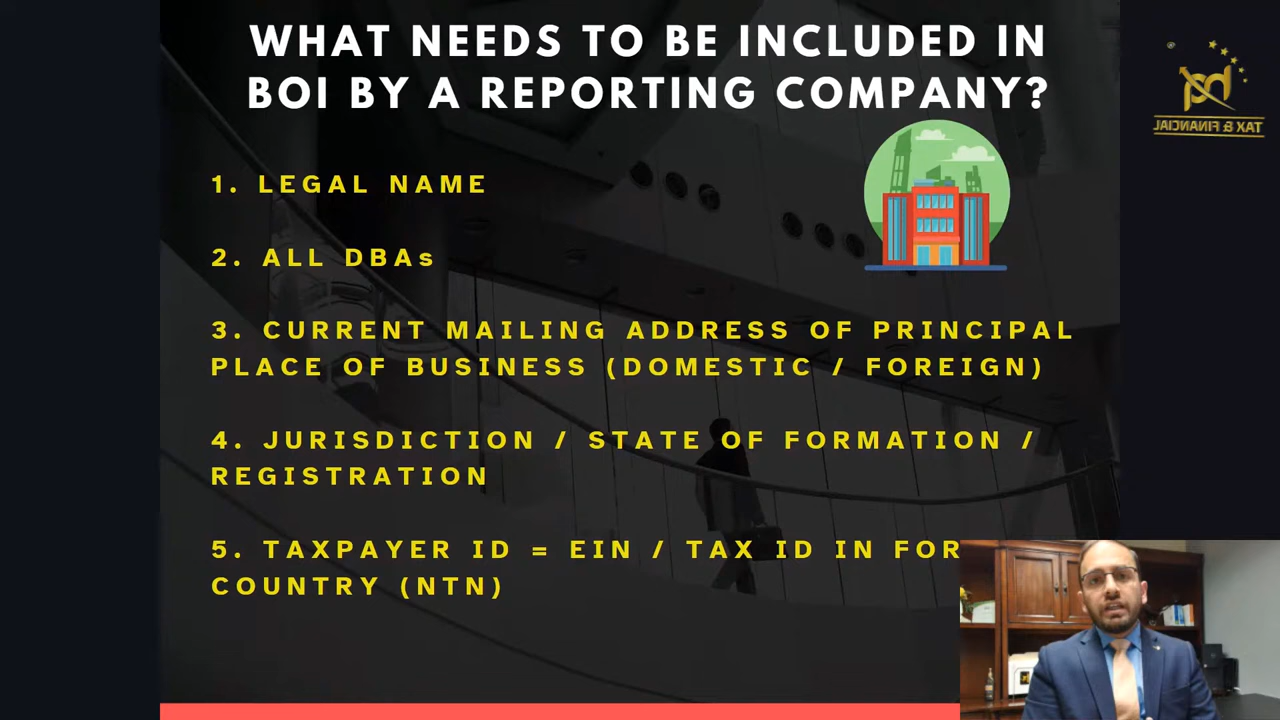 WHAT NEEDS TO BE INCLUDED IN
BOI BY A REPORTING COMPANY?
1. LEGAL NAME
2. ALL DBAs
3. CURRENT MAILING ADDRESS OF PRINCIPAL
PLACE OF BUSINESS (DOMESTIC / FOREIGN)
4. JURISDICTION / STATE OF FORMATION /
REGISTRATION
5. TAXPAYER ID = EIN / TAX ID IN FOR
COUNTRY (NTN)
®
TAX & FINANCIAL